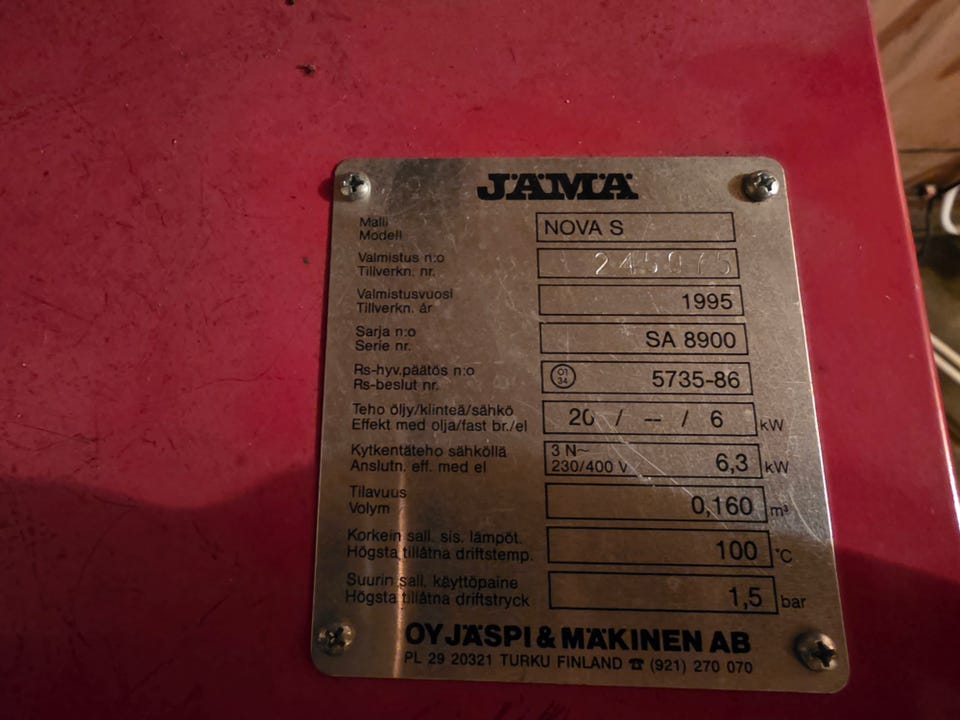 JÄMÄ
Malli
Modell
NOVA S
Valmistus n:o
Tillverkn. nr.
Valmistusvuosi
Tillverkn. år
1995
Sarja n:o
Serie nr.
SA 8900
Rs-hyv.päätös n:o
Rs-beslut nr.
01
34
5735-86
Teho öljy/kiinteä/sähkö
Effekt med olja/fast br./el
20 / -- / 6 kW
Kytkentäteho sähköllä
Anslutn. eff. med el
3 N~
230/400 V
6,3 kW
Tilavuus
Volym
0,160 m³
Korkein sall. sis. lämpöt.
Högsta tillåtna driftstemp.
100 °C
Suurin sall. käyttöpaine
Högsta tillåtna driftstryck
1,5 bar
OY JÄSPI & MÄKINEN AB
PL 29 20321 TURKU FINLAND ☎ (921) 270 070